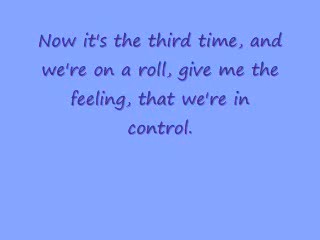 Now it's the third time, and
we're on a roll, give me the
feeling, that we're in
control.